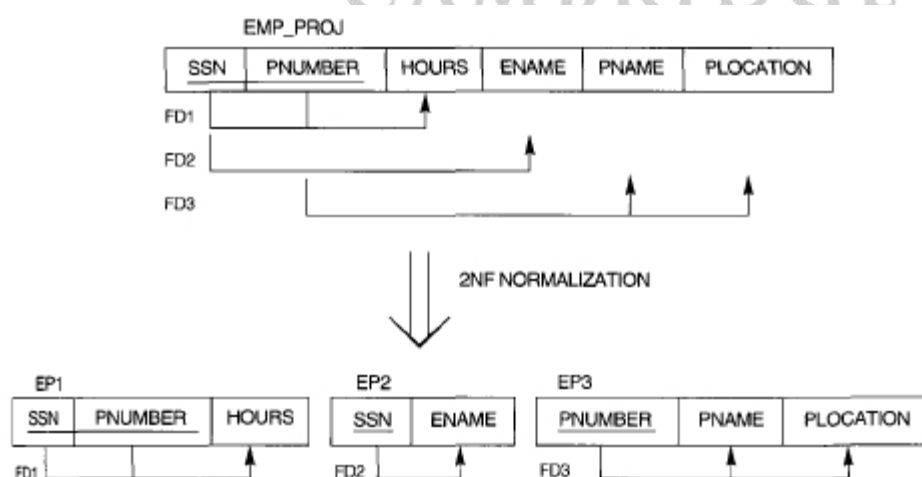 EMP_PROJ
SSN PNUMBER HOURS ENAME PNAME PLOCATION
FD1
FD2
FD3
2NF NORMALIZATION
EP1 EP2 EP3
SSN PNUMBER HOURS SSN ENAME PNUMBER PNAME PLOCATION
FD1 FD2 FD3